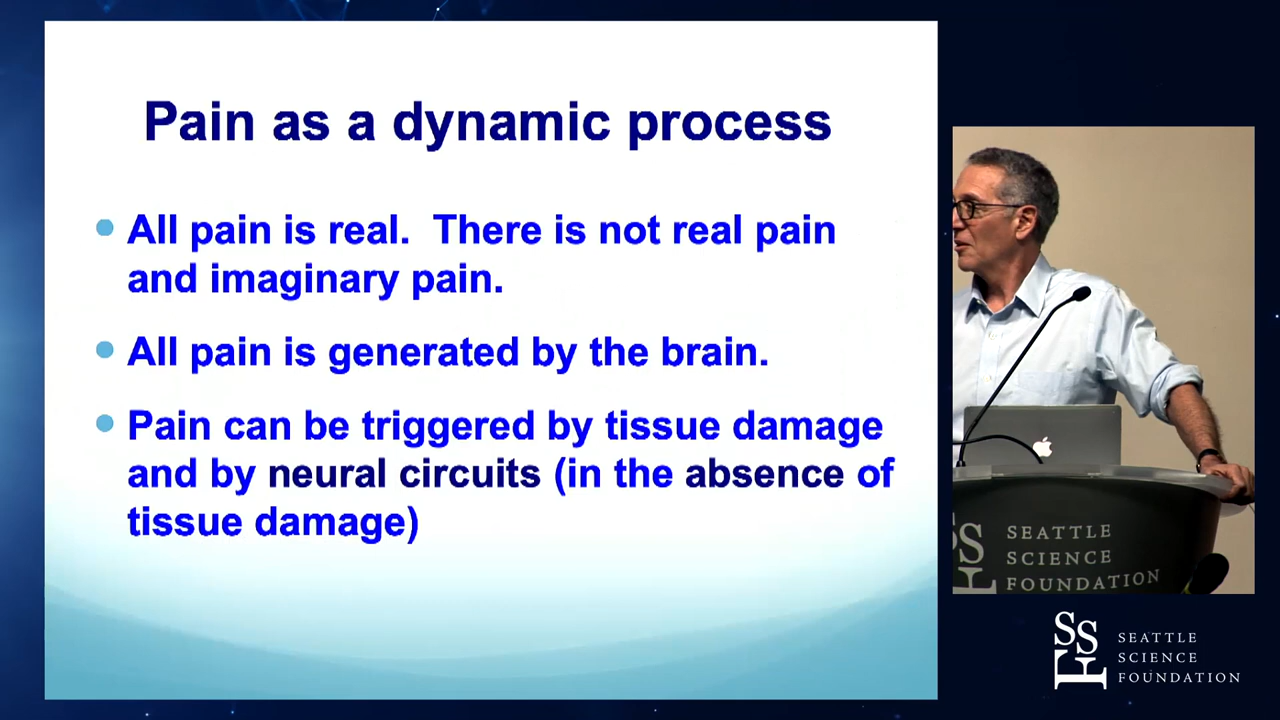 Pain as a dynamic process
All pain is real. There is not real pain
and imaginary pain.
All pain is generated by the brain.
Pain can be triggered by tissue damage
and by neural circuits (in the absence of
tissue damage)
SEATTLE
SCIENCE
FOUNDATION
SSF
SEATTLE
SCIENCE
FOUNDATION